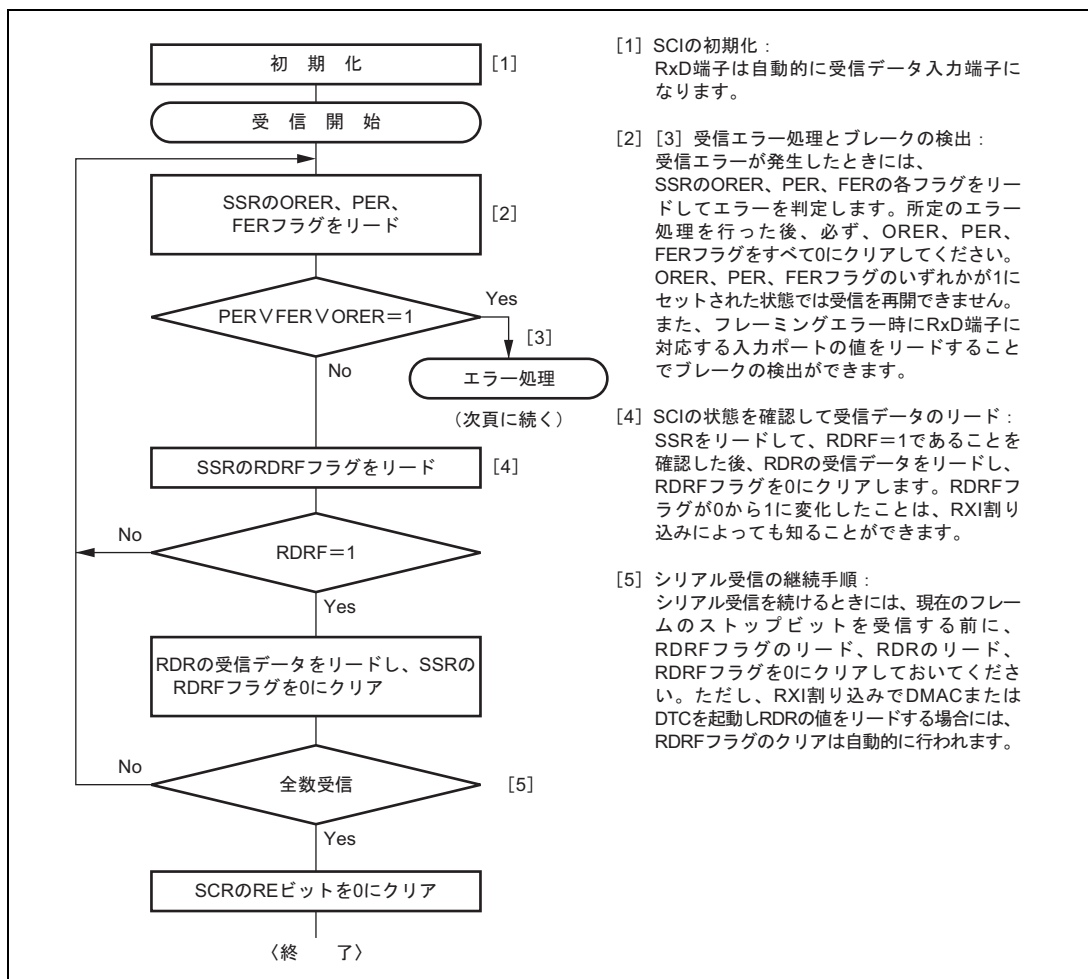 初 期 化 [1]
受 信 開 始
SSRのORER、PER、
FERフラグをリード
[2]
PER∨FER∨ORER＝1
Yes
[3]
No
エラー処理
（次頁に続く）
SSRのRDRFフラグをリード [4]
No
RDRF＝1
Yes
RDRの受信データをリードし、SSRの
RDRFフラグを0にクリア
No
全数受信 [5]
Yes
SCRのREビットを0にクリア
〈終 了〉
[1] SCIの初期化：
RxD端子は自動的に受信データ入力端子に
なります。
[2] [3] 受信エラー処理とブレークの検出：
受信エラーが発生したときには、
SSRのORER、PER、FERの各フラグをリー
ドしてエラーを判定します。所定のエラー
処理を行った後、必ず、ORER、PER、
FERフラグをすべて0にクリアしてください。
ORER、PER、FERフラグのいずれかが1に
セットされた状態では受信を再開できません。
また、フレーミングエラー時にRxD端子に
対応する入力ポートの値をリードすること
でブレークの検出ができます。
[4] SCIの状態を確認して受信データのリード：
SSRをリードして、RDRF＝1であることを
確認した後、RDRの受信データをリードし、
RDRFフラグを0にクリアします。RDRFフ
ラグが0から1に変化したことは、RXI割り
込みによっても知ることができます。
[5] シリアル受信の継続手順：
シリアル受信を続けるときには、現在のフレー
ムのストップビットを受信する前に、
RDRFフラグのリード、RDRのリード、
RDRFフラグを0にクリアしておいてくださ
い。ただし、RXI割り込みでDMACまたは
DTCを起動しRDRの値をリードする場合には、
RDRFフラグのクリアは自動的に行われます。